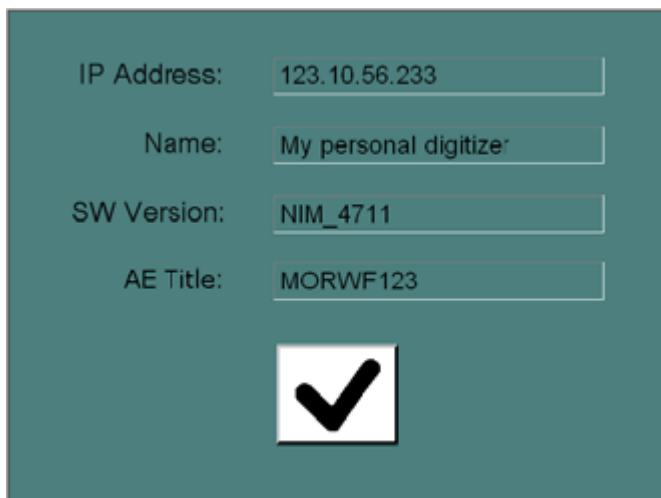 IP Address: 123.10.56.233
Name: My personal digitizer
SW Version: NIM_4711
AE Title: MORWF123